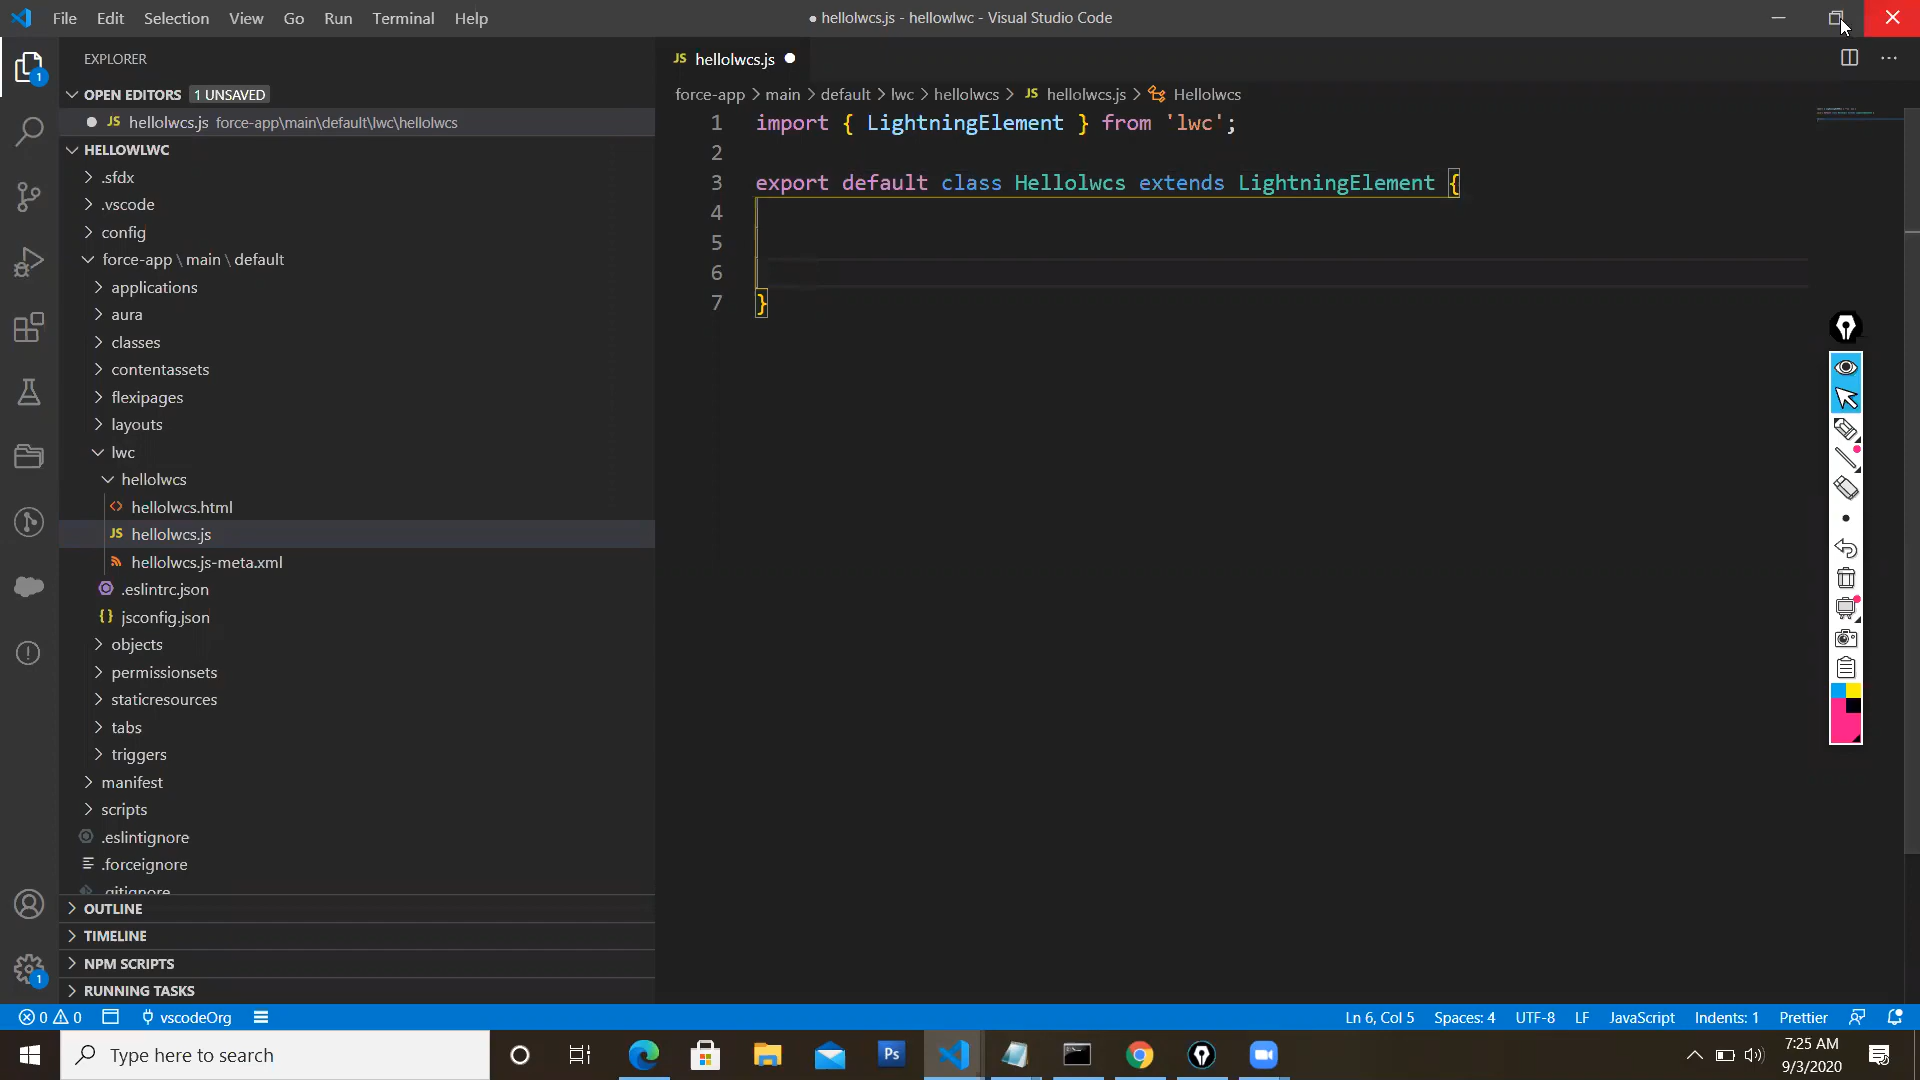 File Edit Selection View Go Run Terminal Help
● hellolwcs.js - hellowlwc - Visual Studio Code
EXPLORER
1
OPEN EDITORS 1 UNSAVED
JS hellolwcs.js force-app\main\default\lwc\hellolwcs
HELLOWLWC
.sfdx
.vscode
config
force-app \ main \ default
applications
aura
classes
contentassets
flexipages
layouts
lwc
hellolwcs
<> hellolwcs.html
JS hellolwcs.js
hellolwcs.js-meta.xml
.eslintrc.json
{} jsconfig.json
objects
permissionsets
staticresources
tabs
triggers
manifest
scripts
.eslintignore
.forceignore
.gitignore
OUTLINE
TIMELINE
NPM SCRIPTS
1
RUNNING TASKS
JS hellolwcs.js ●
force-app > main > default > lwc > hellolwcs > JS hellolwcs.js > Hellolwcs
1 import { LightningElement } from 'lwc';
2
3 export default class Hellolwcs extends LightningElement {
4
5
6
7 }
0 0 vscodeOrg
Ln 6, Col 5 Spaces: 4 UTF-8 LF JavaScript Indents: 1 Prettier
Type here to search
Ps
7:25 AM
9/3/2020